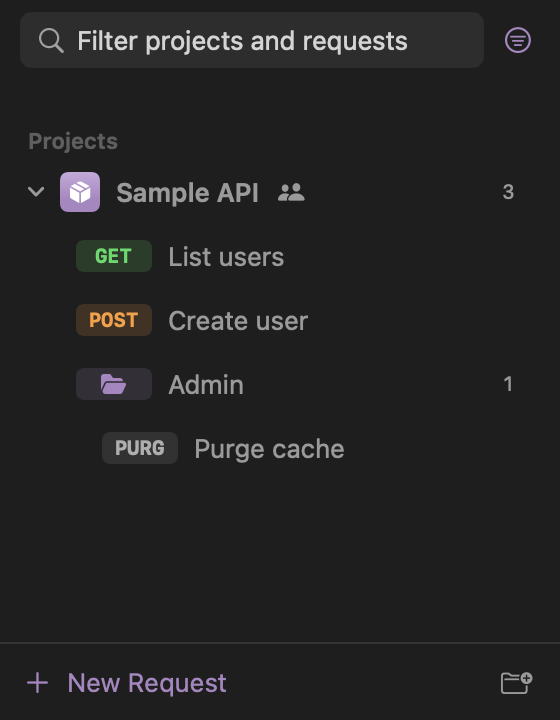 Filter projects and requests
Projects
Sample API 3
GET List users
POST Create user
Admin 1
PURG Purge cache
New Request